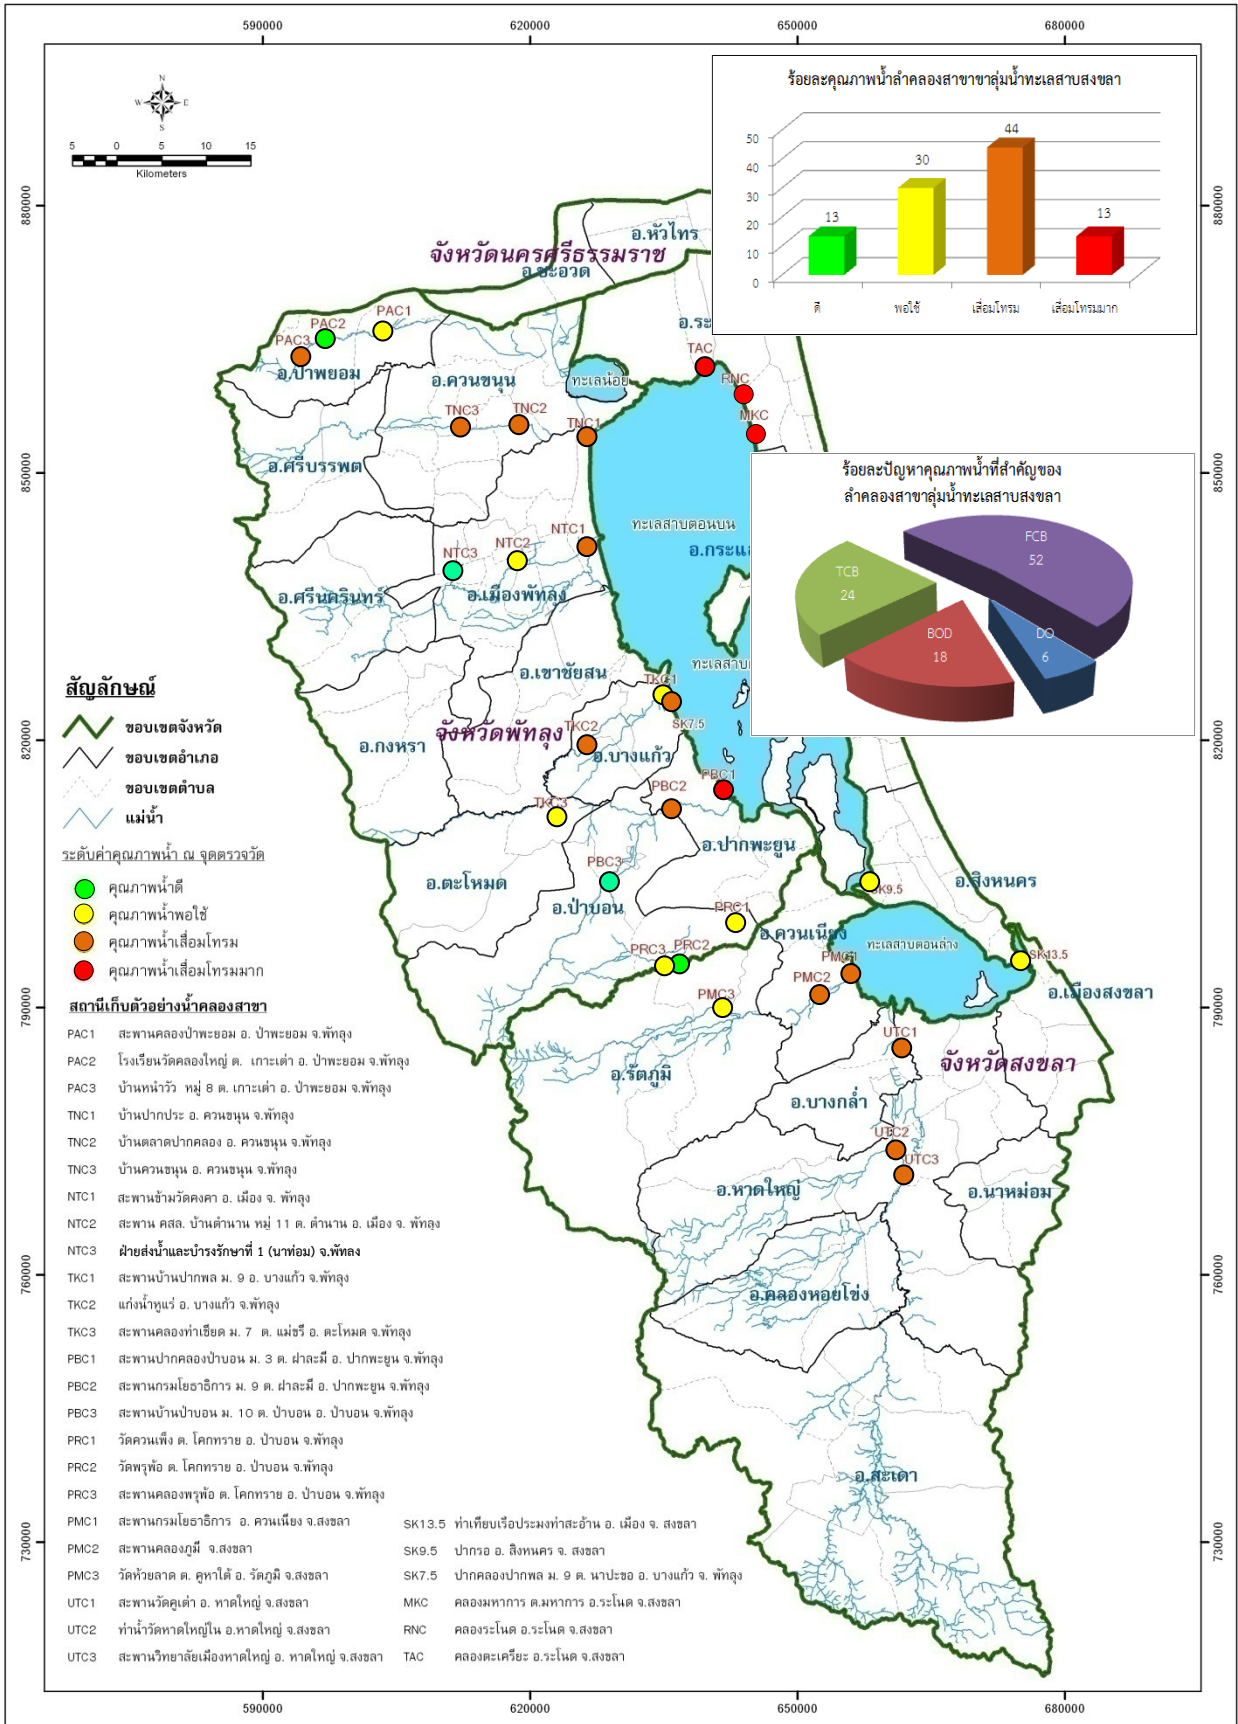 590000
620000
650000
680000
N
W
E
S
5 0 5 10 15
Kilometers
ร้อยละคุณภาพน้ำลำคลองสาขาขาลุ่มน้ำทะเลสาบสงขลา
50
40
30
20
10
0
13
30
44
13
ดี
พอใช้
เสื่อมโทรม
เสื่อมโทรมมาก
880000
880000
อ.หัวไทร
จังหวัดนครศรีธรรมราช
อ.ชะอวด
PAC1
PAC2
PAC3
อ.ป่าพยอม
อ.ควนขนุน
ทะเลน้อย
อ.ระ
TAC
RNC
MKC
TNC3
TNC2
TNC1
อ.ศรีบรรพต
850000
850000
ร้อยละปัญหาคุณภาพน้ำที่สำคัญของ
ลำคลองสาขาลุ่มน้ำทะเลสาบสงขลา
FCB
52
TCB
24
BOD
18
DO
6
ทะเลสาบตอนบน
อ.กระแส
NTC1
NTC2
NTC3
อ.ศรีนครินทร์
อ.เมืองพัทลุง
อ.เขาชัยสน
ทะเลสาบต
TKC1
SK7.5
TKC2
จังหวัดพัทลุง
อ.กงหรา
อ.บางแก้ว
820000
820000
PBC1
PBC2
TKC3
อ.ปากพะยูน
PBC3
อ.ตะโหมด
อ.ป่าบอน
SK9.5
อ.สิงหนคร
PRC1
อ.ควนเนียง
ทะเลสาบตอนล่าง
PRC3
PRC2
PMC1
PMC2
SK13.5
อ.เมืองสงขลา
PMC3
790000
790000
UTC1
จังหวัดสงขลา
อ.รัตภูมิ
อ.บางกล่ำ
UTC2
UTC3
อ.หาดใหญ่
อ.นาหม่อม
760000
760000
อ.คลองหอยโข่ง
อ.สะเดา
730000
730000
สัญลักษณ์
ขอบเขตจังหวัด
ขอบเขตอำเภอ
ขอบเขตตำบล
แม่น้ำ
ระดับค่าคุณภาพน้ำ ณ จุดตรวจวัด
คุณภาพน้ำดี
คุณภาพน้ำพอใช้
คุณภาพน้ำเสื่อมโทรม
คุณภาพน้ำเสื่อมโทรมมาก
สถานีเก็บตัวอย่างน้ำคลองสาขา
PAC1 สะพานคลองป่าพะยอม อ. ป่าพะยอม จ.พัทลุง
PAC2 โรงเรียนวัดคลองใหญ่ ต. เกาะเต่า อ. ป่าพะยอม จ.พัทลุง
PAC3 บ้านหนำวัว หมู่ 8 ต. เกาะเต่า อ. ป่าพะยอม จ.พัทลุง
TNC1 บ้านปากประ อ. ควนขนุน จ.พัทลุง
TNC2 บ้านตลาดปากคลอง อ. ควนขนุน จ.พัทลุง
TNC3 บ้านควนขนุน อ. ควนขนุน จ.พัทลุง
NTC1 สะพานข้ามวัดคงคา อ. เมือง จ. พัทลุง
NTC2 สะพาน คสล. บ้านตำนาน หมู่ 11 ต. ตำนาน อ. เมือง จ. พัทลุง
NTC3 ฝ่ายส่งน้ำและบำรงรักษาที่ 1 (นาท่อม) จ.พัทลง
TKC1 สะพานบ้านปากพล ม. 9 อ. บางแก้ว จ.พัทลุง
TKC2 แก่งน้ำหูแร่ อ. บางแก้ว จ.พัทลุง
TKC3 สะพานคลองท่าเชียด ม. 7 ต. แม่ขรี อ. ตะโหมด จ.พัทลุง
PBC1 สะพานปากคลองป่าบอน ม. 3 ต. ฝาละมี อ. ปากพะยูน จ.พัทลุง
PBC2 สะพานกรมโยธาธิการ ม. 9 ต. ฝาละมี อ. ปากพะยูน จ.พัทลุง
PBC3 สะพานบ้านป่าบอน ม. 10 ต. ป่าบอน อ. ป่าบอน จ.พัทลุง
PRC1 วัดควนเพ็ง ต. โคกทราย อ. ป่าบอน จ.พัทลุง
PRC2 วัดพรุพ้อ ต. โคกทราย อ. ป่าบอน จ.พัทลุง
PRC3 สะพานคลองพรุพ้อ ต. โคกทราย อ. ป่าบอน จ.พัทลุง
PMC1 สะพานกรมโยธาธิการ อ. ควนเนียง จ.สงขลา
PMC2 สะพานคลองภูมี จ.สงขลา
PMC3 วัดห้วยลาด ต. คูหาใต้ อ. รัตภูมิ จ.สงขลา
UTC1 สะพานวัดคูเต่า อ. หาดใหญ่ จ.สงขลา
UTC2 ท่าน้ำวัดหาดใหญ่ใน อ.หาดใหญ่ จ.สงขลา
UTC3 สะพานวิทยาลัยเมืองหาดใหญ่ อ. หาดใหญ่ จ.สงขลา
SK13.5 ท่าเทียบเรือประมงท่าสะอ้าน อ. เมือง จ. สงขลา
SK9.5 ปากรอ อ. สิงหนคร จ. สงขลา
SK7.5 ปากคลองปากพล ม. 9 ต. นาปะขอ อ. บางแก้ว จ. พัทลุง
MKC คลองมหาการ ต.มหาการ อ.ระโนด จ.สงขลา
RNC คลองระโนด อ.ระโนด จ.สงขลา
TAC คลองตะเครียะ อ.ระโนด จ.สงขลา
590000
620000
650000
680000